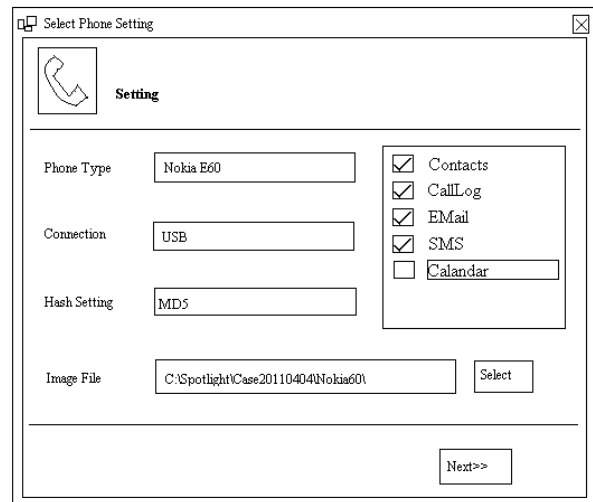 Select Phone Setting
Setting
Phone Type
Nokia E60
Connection
USB
Hash Setting
MD5
Contacts
CallLog
EMail
SMS
Calandar
Image File
C:\Spotlight\Case20110404\Nokia60\
Select
Next>>